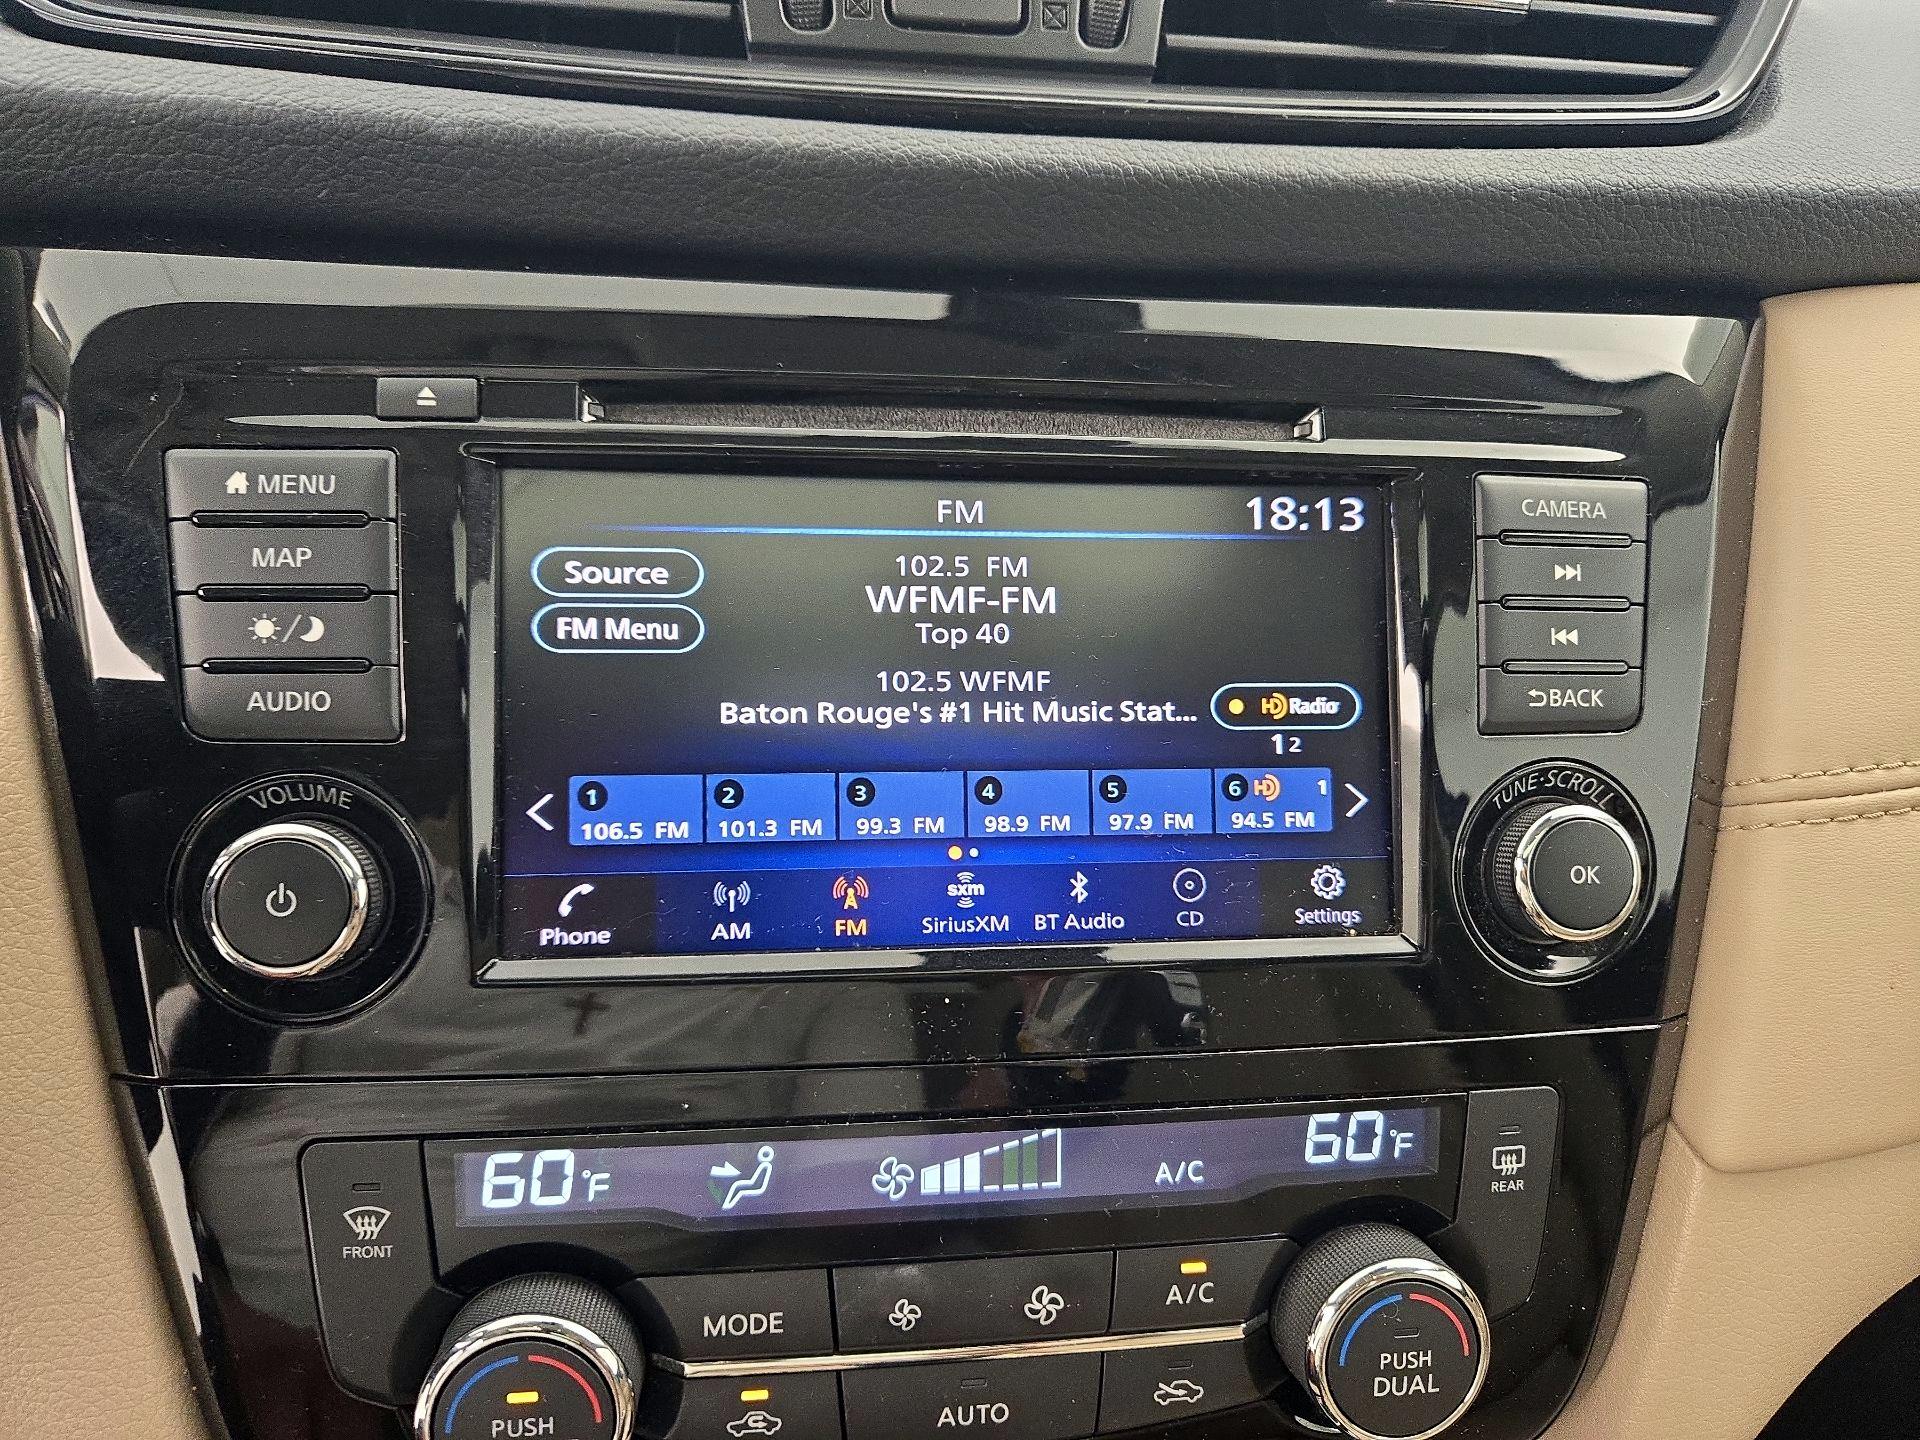 MENU
MAP
AUDIO
VOLUME
FM
18:13
Source
FM Menu
102.5 FM
WFMF-FM
Top 40
102.5 WFMF
Baton Rouge's #1 Hit Music Stat...
HD Radio
1 2
1
106.5 FM
2
101.3 FM
3
99.3 FM
4
98.9 FM
5
97.9 FM
6 HD 1
94.5 FM
Phone
AM
FM
sxm
SiriusXM
BT Audio
CD
Settings
CAMERA
BACK
TUNE·SCROLL
OK
60°F
A/C
60°F
FRONT
REAR
MODE
A/C
PUSH
AUTO
PUSH
DUAL